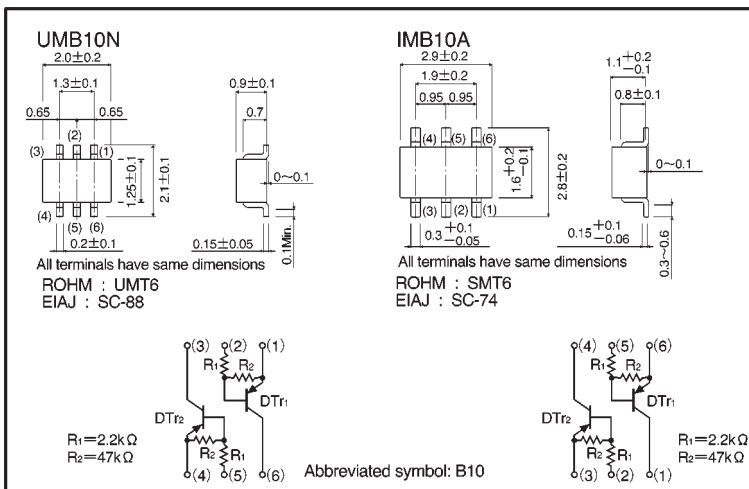 UMB10N
2.0±0.2
1.3±0.1
0.65
0.65
(2)
(3)
(1)
1.25±0.1
2.1±0.1
(4)
(5)
(6)
0.2±0.1
0.9±0.1
0.7
0~0.1
0.15±0.05
0.1Min.
All terminals have same dimensions
ROHM : UMT6
EIAJ : SC-88
IMB10A
2.9±0.2
1.9±0.2
0.95
0.95
(4)
(5)
(6)
1.6+0.2−0.1
2.8±0.2
(3)
(2)
(1)
0.3+0.1−0.05
1.1+0.2−0.1
0.8±0.1
0~0.1
0.15+0.1−0.06
0.3~0.6
All terminals have same dimensions
ROHM : SMT6
EIAJ : SC-74
(3)
(2)
(1)
R1
R2
DTr1
DTr2
R2
R1
(4)
(5)
(6)
R1=2.2kΩ
R2=47kΩ
Abbreviated symbol: B10
(4)
(5)
(6)
R1
R2
DTr1
DTr2
R2
R1
(3)
(2)
(1)
R1=2.2kΩ
R2=47kΩ